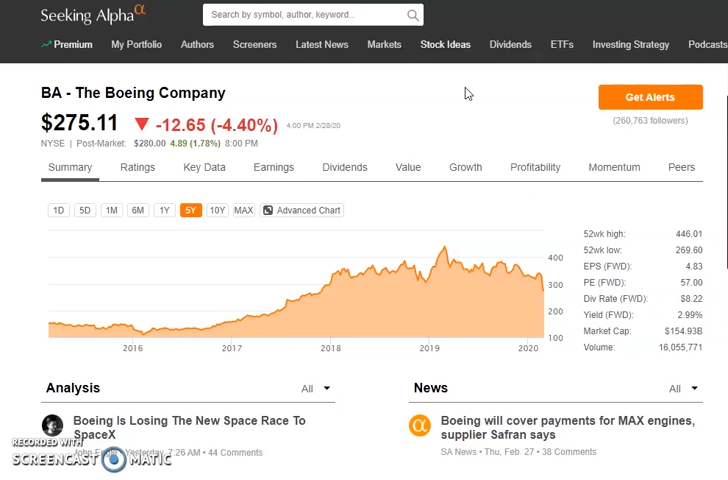 Seeking Alpha α
Search by symbol, author, keyword...
Premium My Portfolio Authors Screeners Latest News Markets Stock Ideas Dividends ETFs Investing Strategy Podcasts
BA - The Boeing Company
Get Alerts
$275.11 -12.65 (-4.40%) 4:00 PM 2/28/20
(260,763 followers)
NYSE | Post-Market: $280.00 4.89 (1.78%) 8:00 PM
Summary Ratings Key Data Earnings Dividends Value Growth Profitability Momentum Peers
1D 5D 1M 6M 1Y 5Y 10Y MAX Advanced Chart
400
300
200
100
2016 2017 2018 2019 2020
52wk high: 446.01
52wk low: 269.60
EPS (FWD): 4.83
PE (FWD): 57.00
Div Rate (FWD): $8.22
Yield (FWD): 2.99%
Market Cap: $154.93B
Volume: 16,055,771
Analysis All
Boeing Is Losing The New Space Race To
SpaceX
John Yesterday, 7:26 AM • 44 Comments
News All
Boeing will cover payments for MAX engines,
supplier Safran says
SA News • Thu, Feb. 27 • 38 Comments
RECORDED WITH
SCREENCAST MATIC